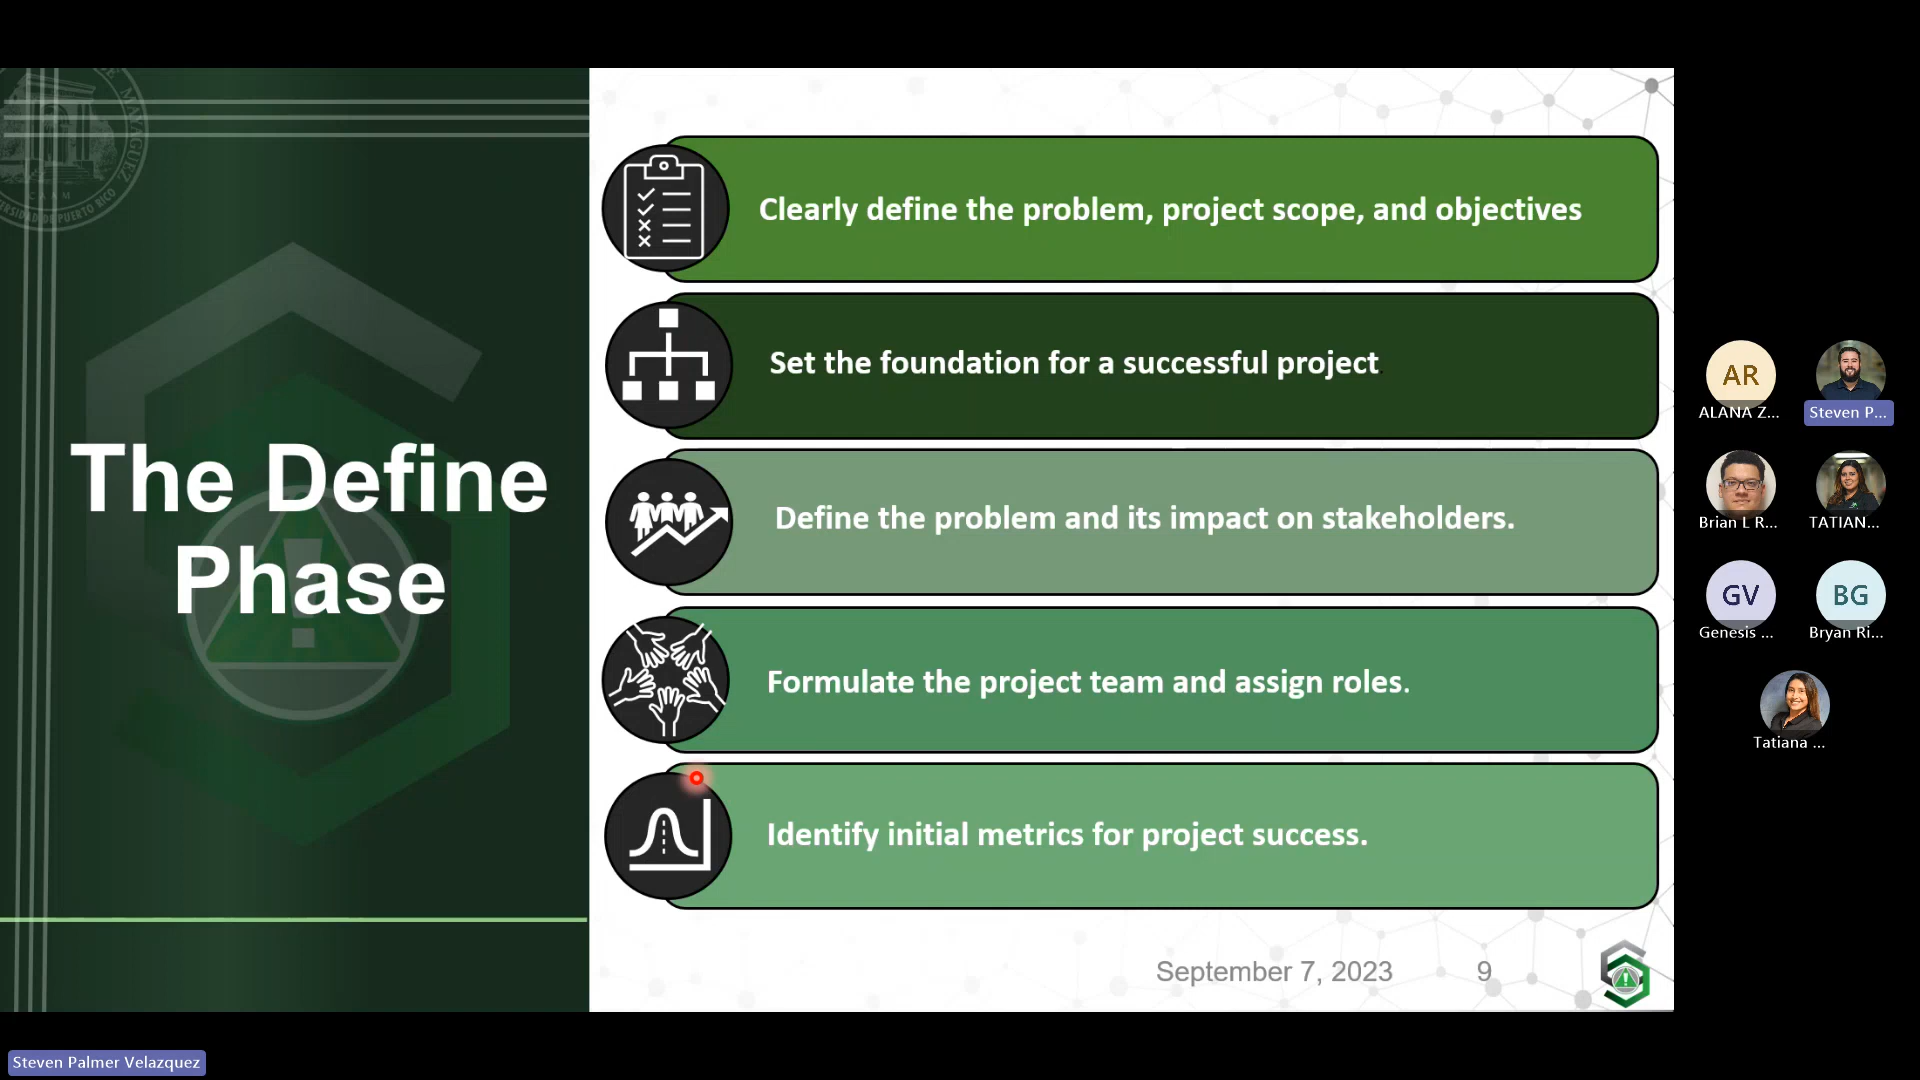 The Define
Phase
Clearly define the problem, project scope, and objectives
Set the foundation for a successful project.
Define the problem and its impact on stakeholders.
Formulate the project team and assign roles.
Identify initial metrics for project success.
September 7, 2023
9
AR
ALANA Z...
Steven P...
Brian L R...
TATIAN...
GV
Genesis ...
BG
Bryan Ri...
Tatiana ...
Steven Palmer Velazquez